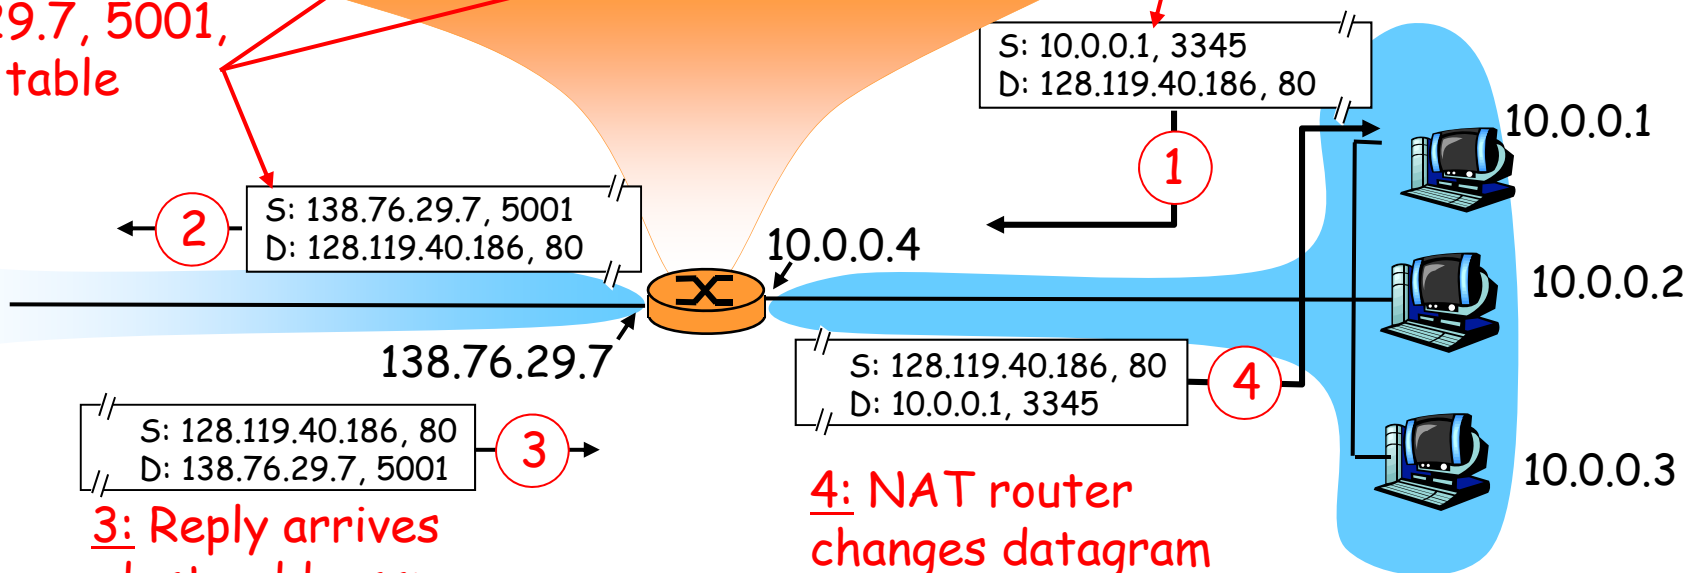 29.7, 5001,
table
S: 10.0.0.1, 3345
D: 128.119.40.186, 80
10.0.0.1
1
2
S: 138.76.29.7, 5001
D: 128.119.40.186, 80
10.0.0.4
10.0.0.2
138.76.29.7
S: 128.119.40.186, 80
D: 10.0.0.1, 3345
4
S: 128.119.40.186, 80
D: 138.76.29.7, 5001
3
10.0.0.3
3: Reply arrives
4: NAT router
changes datagram